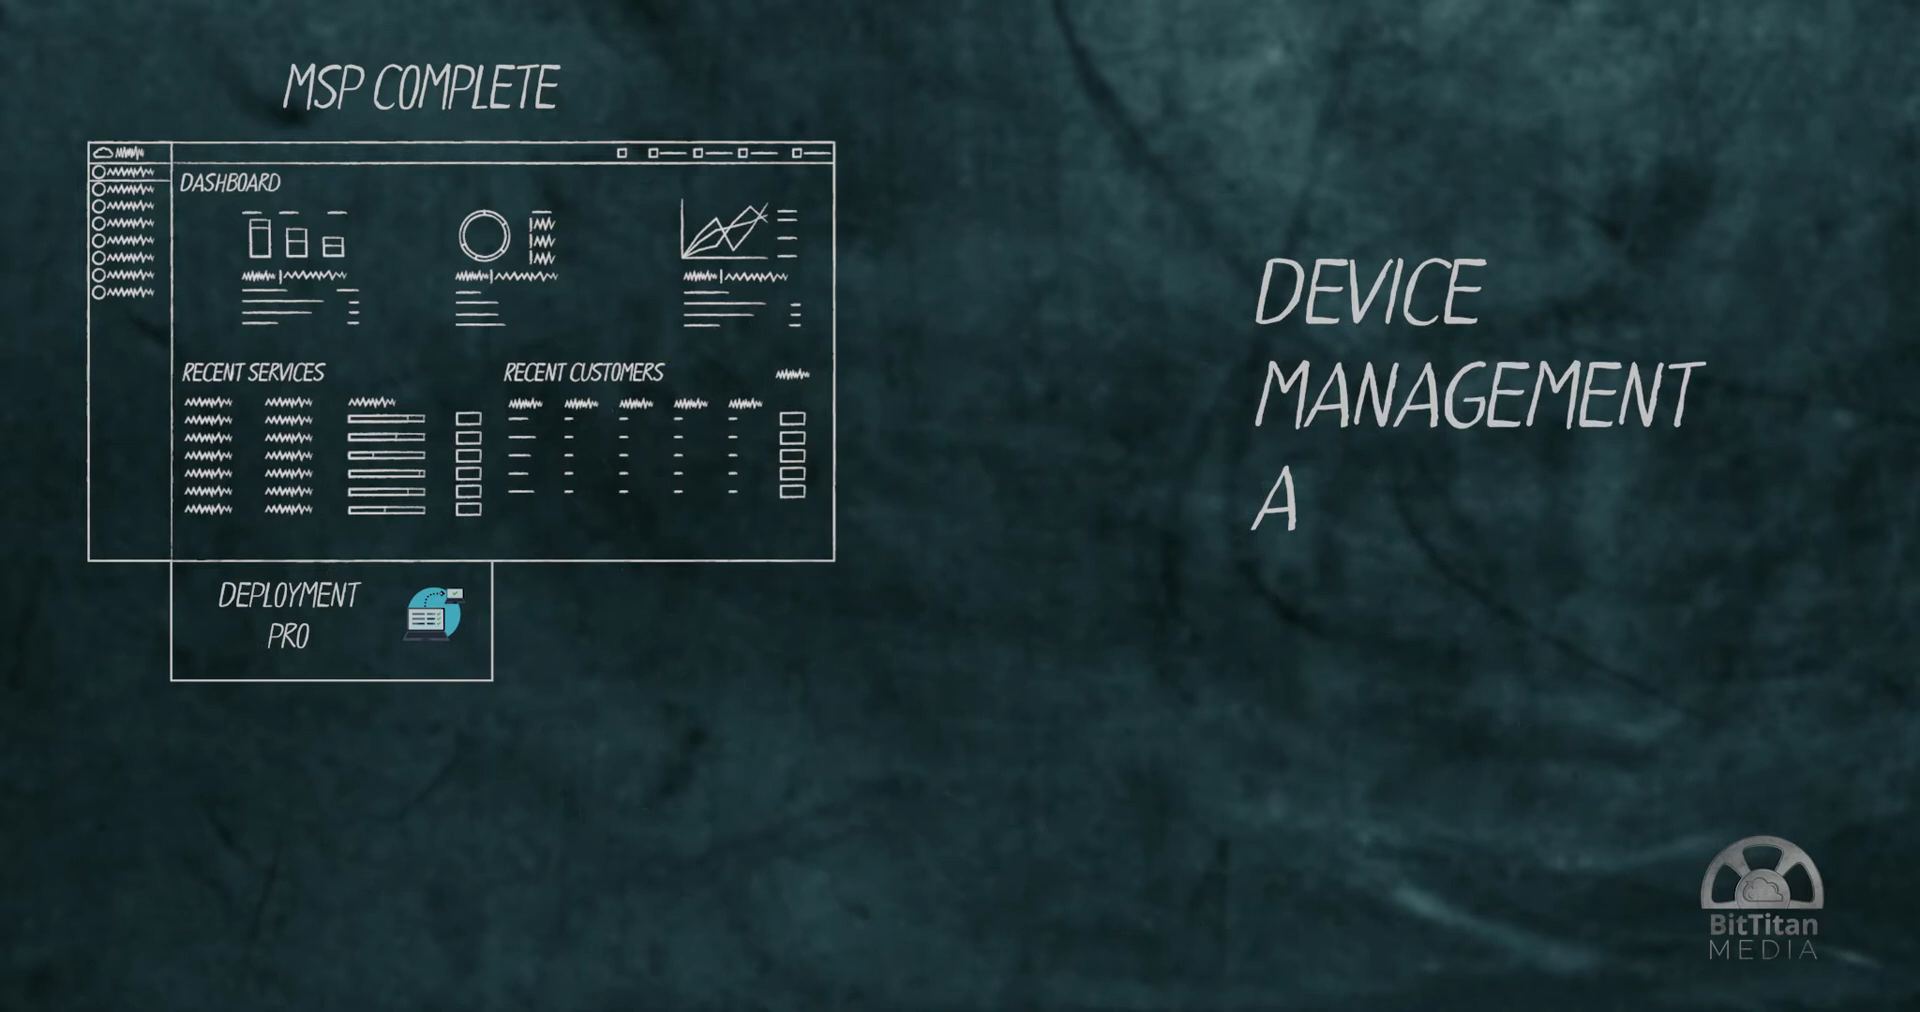 MSP COMPLETE
DASHBOARD
RECENT SERVICES
RECENT CUSTOMERS
DEPLOYMENT
PRO
DEVICE
MANAGEMENT
A
BitTitan
MEDIA